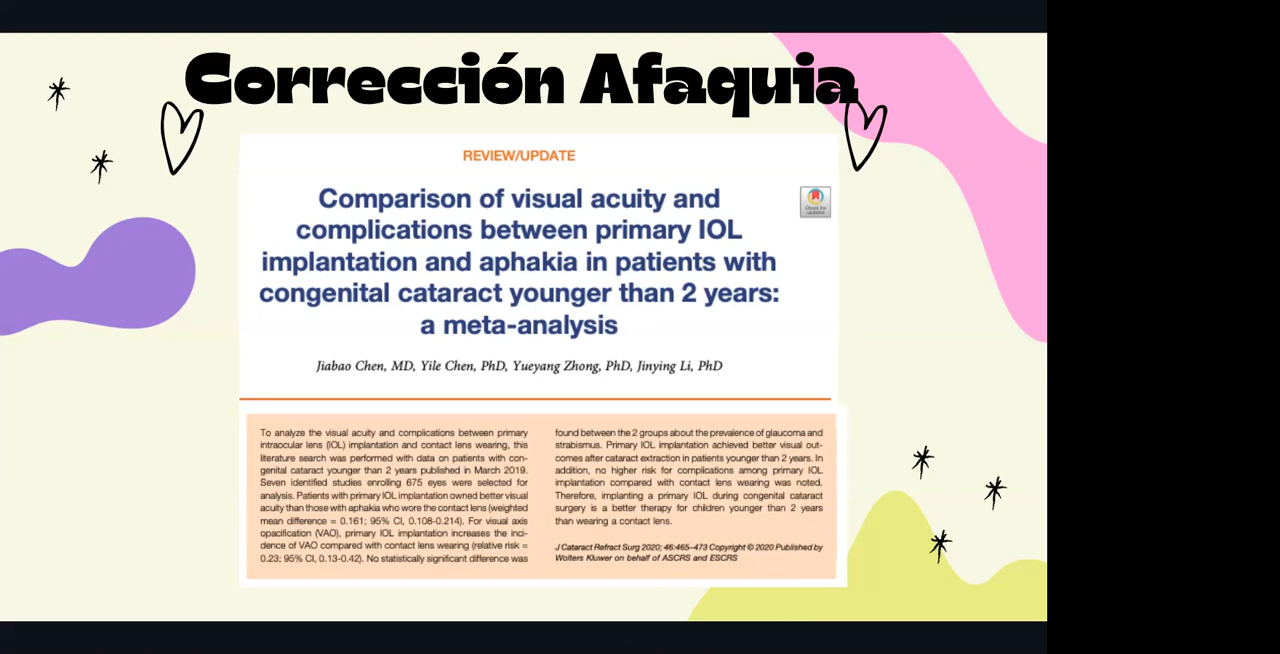 Corrección Afaquia
REVIEW/UPDATE
Comparison of visual acuity and
complications between primary IOL
implantation and aphakia in patients with
congenital cataract younger than 2 years:
a meta-analysis
Check for
updates
Jiabao Chen, MD, Yile Chen, PhD, Yueyang Zhong, PhD, Jinying Li, PhD
To analyze the visual acuity and complications between primary
intraocular lens (IOL) implantation and contact lens wearing, this
literature search was performed with data on patients with con-
genital cataract younger than 2 years published in March 2019.
Seven identified studies enrolling 675 eyes were selected for
analysis. Patients with primary IOL implantation owned better visual
acuity than those with aphakia who wore the contact lens (weighted
mean difference = 0.161; 95% CI, 0.108-0.214). For visual axis
opacification (VAO), primary IOL implantation increases the inci-
dence of VAO compared with contact lens wearing (relative risk =
0.23; 95% CI, 0.13-0.42). No statistically significant difference was
found between the 2 groups about the prevalence of glaucoma and
strabismus. Primary IOL implantation achieved better visual out-
comes after cataract extraction in patients younger than 2 years. In
addition, no higher risk for complications among primary IOL
implantation compared with contact lens wearing was noted.
Therefore, implanting a primary IOL during congenital cataract
surgery is a better therapy for children younger than 2 years
than wearing a contact lens.
J Cataract Refract Surg 2020; 46:465–473 Copyright © 2020 Published by
Wolters Kluwer on behalf of ASCRS and ESCRS